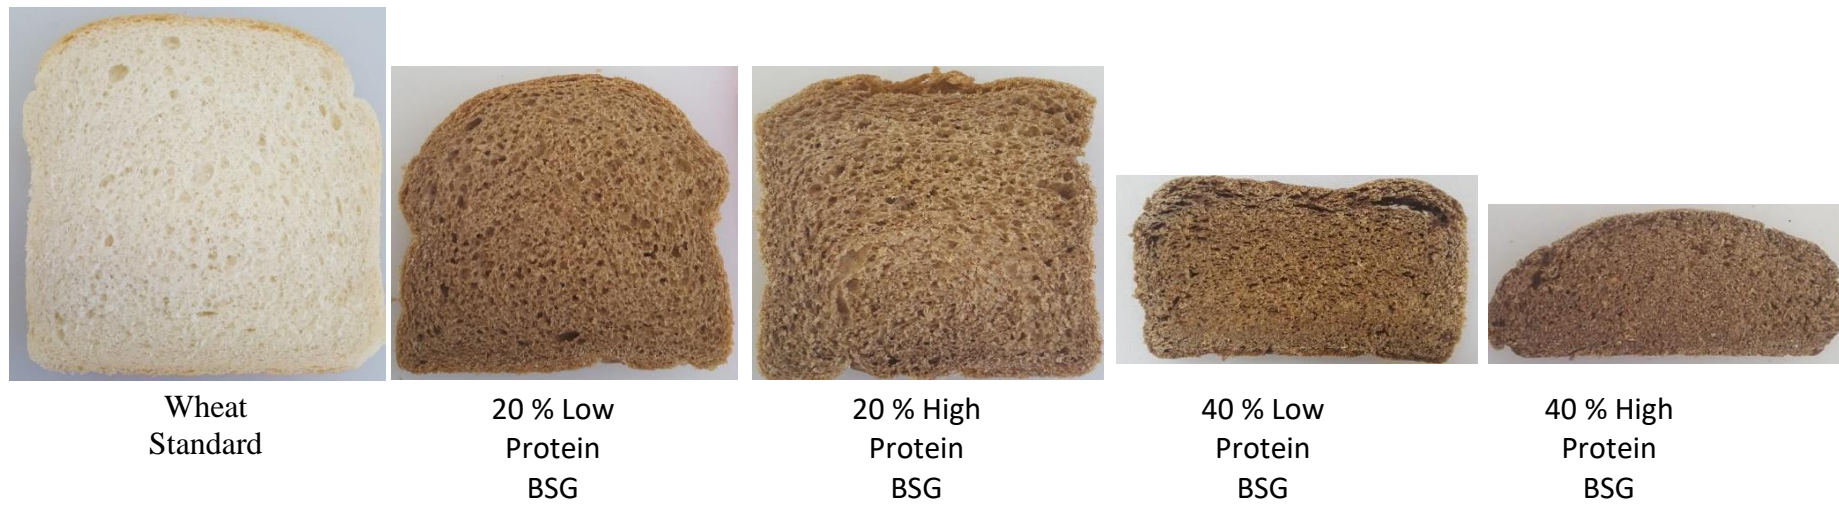 Wheat
Standard
20 % Low
Protein
BSG
20 % High
Protein
BSG
40 % Low
Protein
BSG
40 % High
Protein
BSG